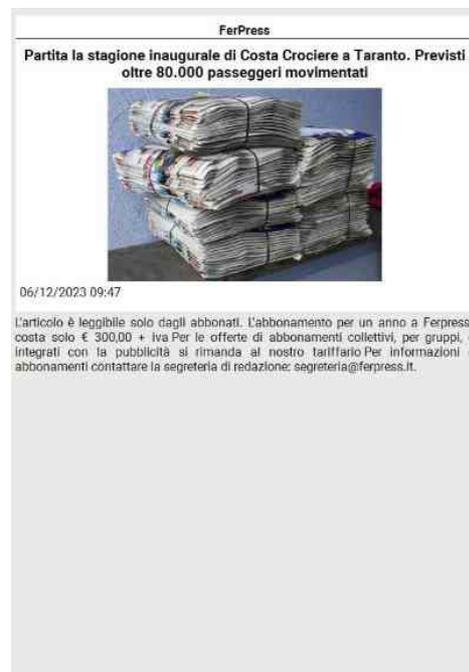 FerPress
Partita la stagione inaugurale di Costa Crociere a Taranto. Previsti
oltre 80.000 passeggeri movimentati
06/12/2023 09:47
L'articolo è leggibile solo dagli abbonati. L'abbonamento per un anno a Ferpress
costa solo € 300,00 + iva Per le offerte di abbonamenti collettivi, per gruppi,
integrati con la pubblicità si rimanda al nostro tariffario Per informazioni
abbonamenti contattare la segreteria di redazione: segreteria@ferpress.it.